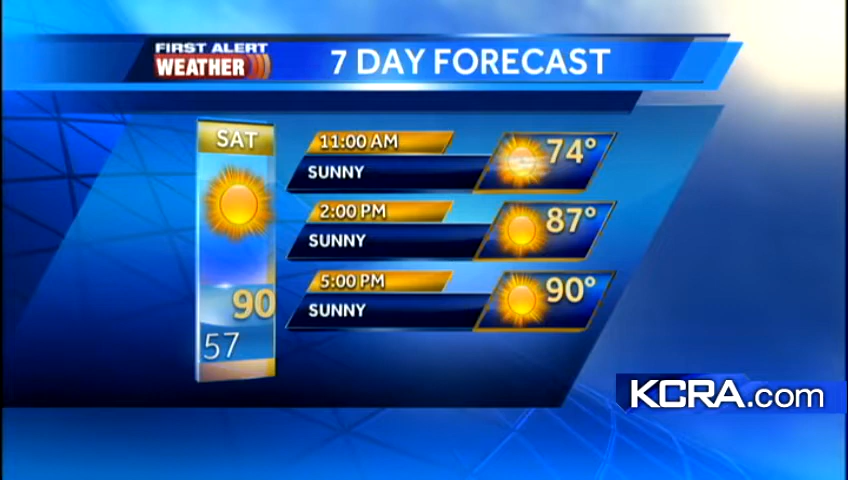 FIRST ALERT
WEATHER
7 DAY FORECAST
SAT
90
57
11:00 AM
SUNNY
74°
2:00 PM
SUNNY
87°
5:00 PM
SUNNY
90°
KCRA.com